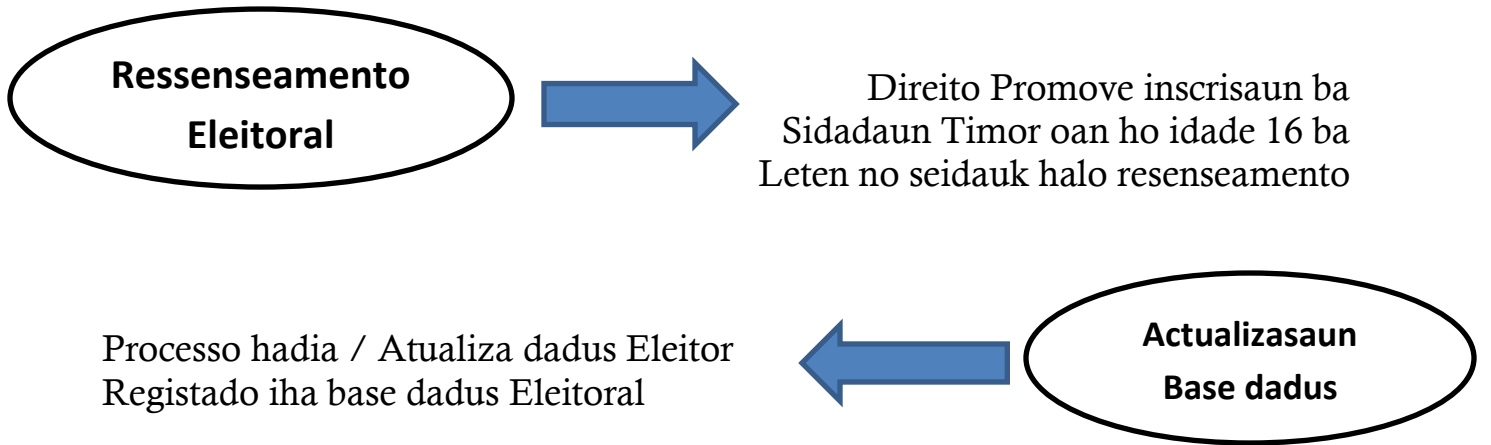 Ressenseamento
Eleitoral
Direito Promove inscrisaun ba
Sidadaun Timor oan ho idade 16 ba
Leten no seidauk halo resenseamento
Processo hadia / Atualiza dadus Eleitor
Registado iha base dadus Eleitoral
Actualizasaun
Base dadus